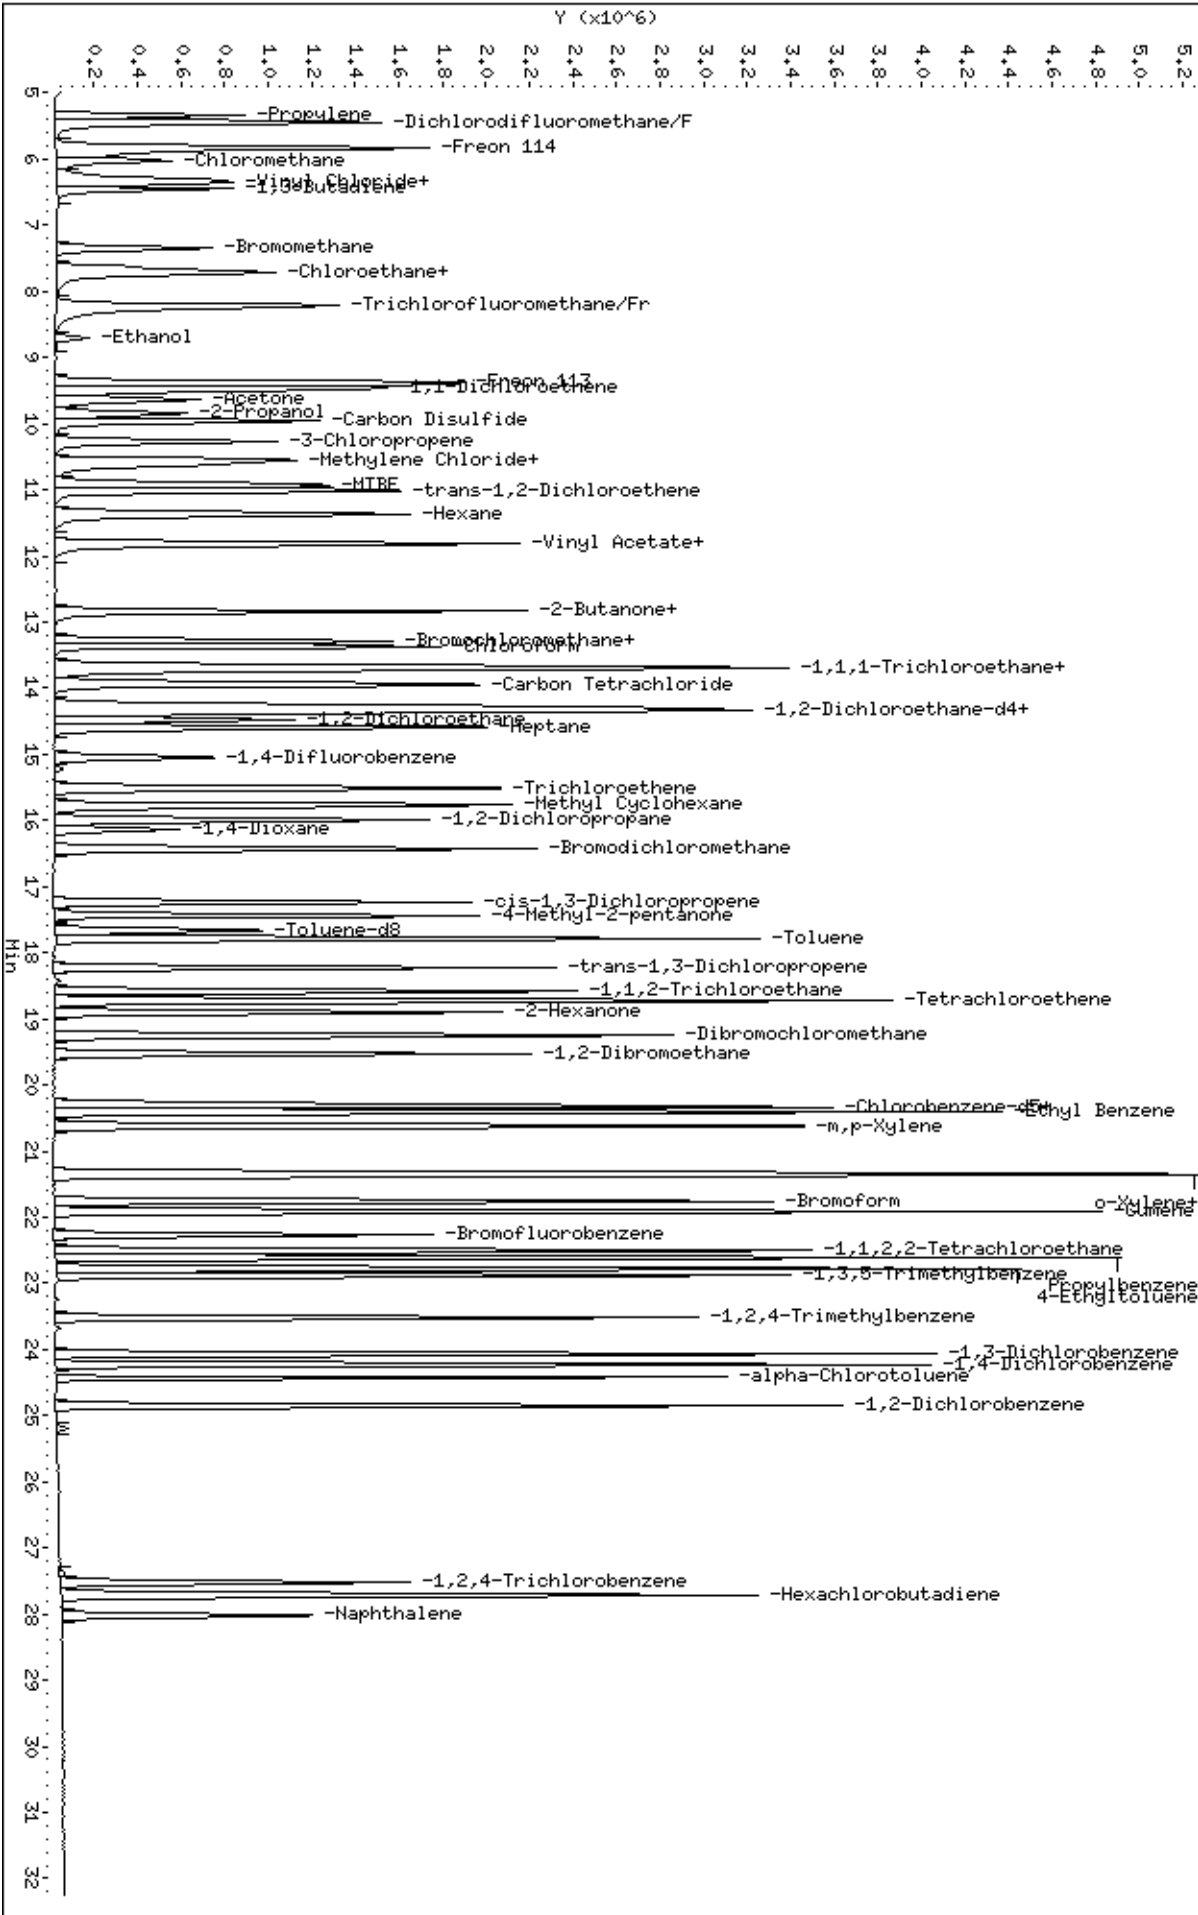 Y (x10^6)
0.2
0.4
0.6
0.8
1.0
1.2
1.4
1.6
1.8
2.0
2.2
2.4
2.6
2.8
3.0
3.2
3.4
3.6
3.8
4.0
4.2
4.4
4.6
4.8
5.0
5.2
5
-Propylene
-Dichlorodifluoromethane/F
-Freon 114
6
-Chloromethane
-Vinyl Chloride+
-1,3-Butadiene
7
-Bromomethane
-Chloroethane+
8
-Trichlorofluoromethane/Fr
-Ethanol
9
-Freon 113
1,1-Dichloroethene
-Acetone
-2-Propanol
10
-Carbon Disulfide
-3-Chloropropene
-Methylene Chloride+
11
-MTBE
-trans-1,2-Dichloroethene
-Hexane
-Vinyl Acetate+
12
-2-Butanone+
13
-Bromochloromethane+
-Chloroform
-1,1,1-Trichloroethane+
14
-Carbon Tetrachloride
-1,2-Dichloroethane-d4+
-1,2-Dichloroethane
-Heptane
15
-1,4-Difluorobenzene
-Trichloroethene
-Methyl Cyclohexane
16
-1,2-Dichloropropane
-1,4-Dioxane
-Bromodichloromethane
17
-cis-1,3-Dichloropropene
-4-Methyl-2-pentanone
-Toluene-d8
-Toluene
18
Min
-trans-1,3-Dichloropropene
-1,1,2-Trichloroethane
-Tetrachloroethene
-2-Hexanone
19
-Dibromochloromethane
-1,2-Dibromoethane
20
-Chlorobenzene-d5+
-Ethyl Benzene
-m,p-Xylene
21
-Bromoform
o-Xylene+
-Cumene
22
-Bromofluorobenzene
-1,1,2,2-Tetrachloroethane
-1,3,5-Trimethylbenzene
23
Propylbenzene
4-Ethyltoluene
-1,2,4-Trimethylbenzene
24
-1,3-Dichlorobenzene
-1,4-Dichlorobenzene
-alpha-Chlorotoluene
-1,2-Dichlorobenzene
25
M
26
27
-1,2,4-Trichlorobenzene
-Hexachlorobutadiene
-Naphthalene
28
29
30
31
32